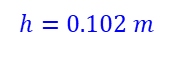 h = 0.102 m